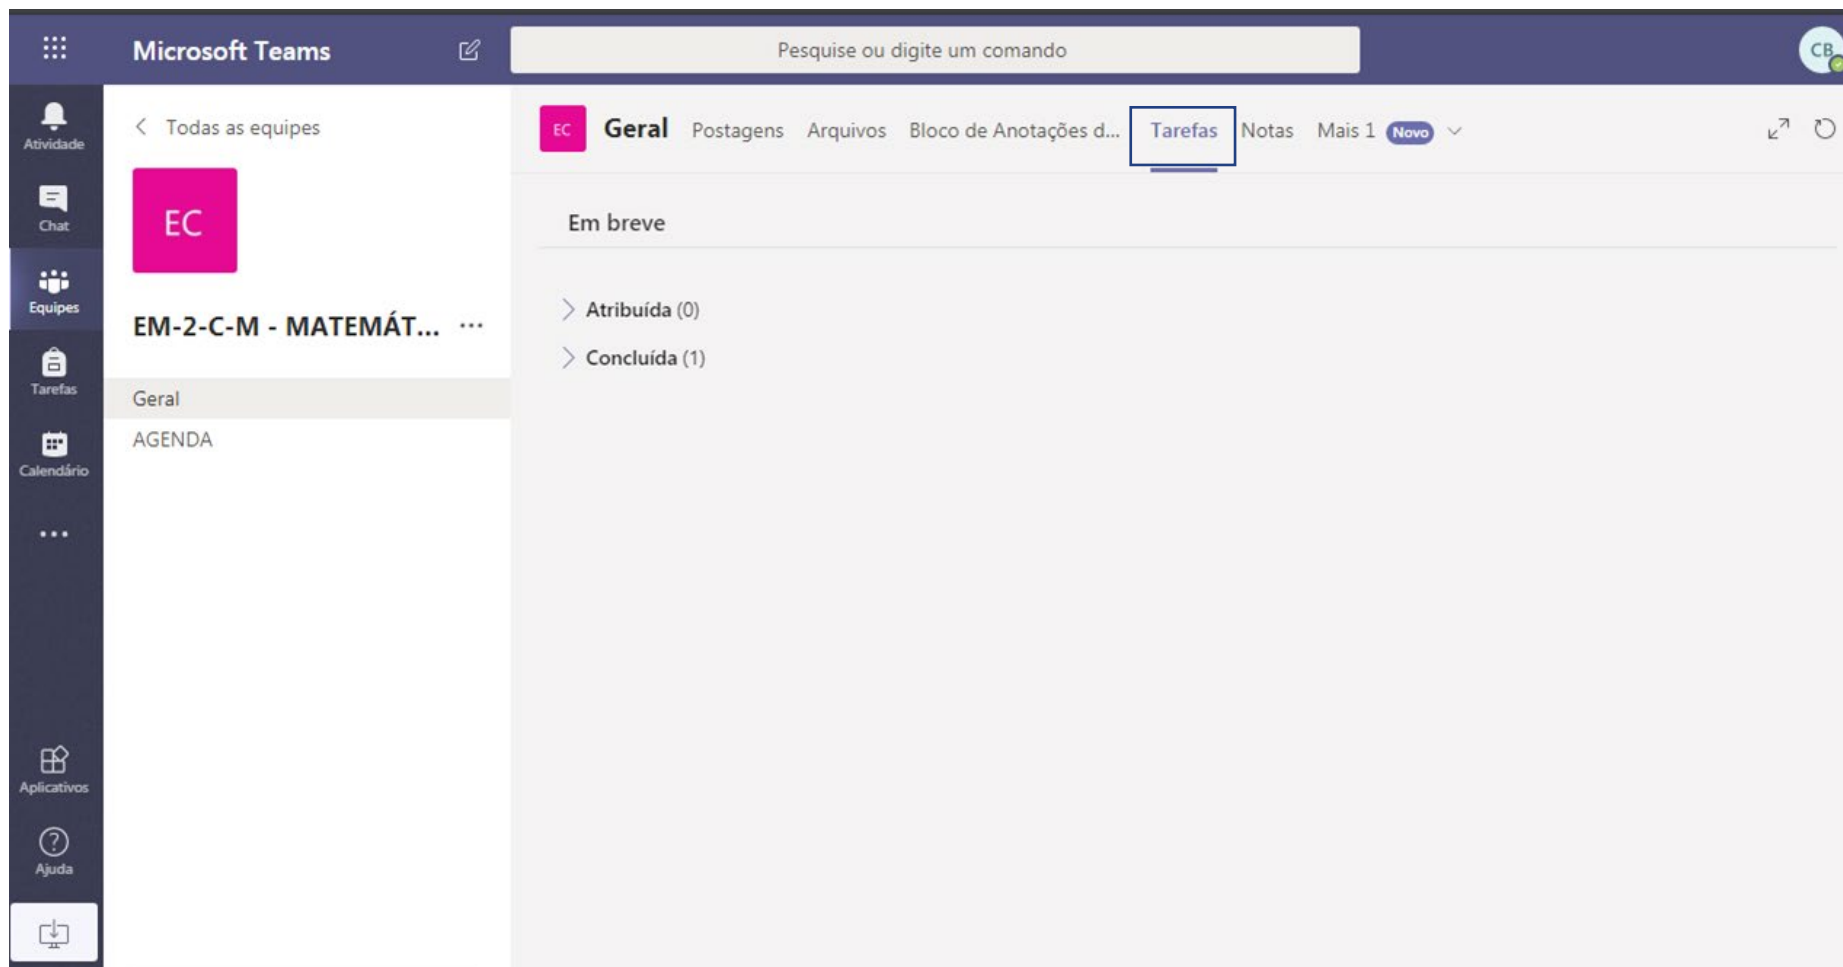 Microsoft Teams
Pesquise ou digite um comando
CB
Atividade
Chat
Equipes
Tarefas
Calendário
Aplicativos
Ajuda
Todas as equipes
EC
EM-2-C-M - MATEMÁT... ...
Geral
AGENDA
EC Geral Postagens Arquivos Bloco de Anotações d... Tarefas Notas Mais 1 Novo
Em breve
Atribuída (0)
Concluída (1)